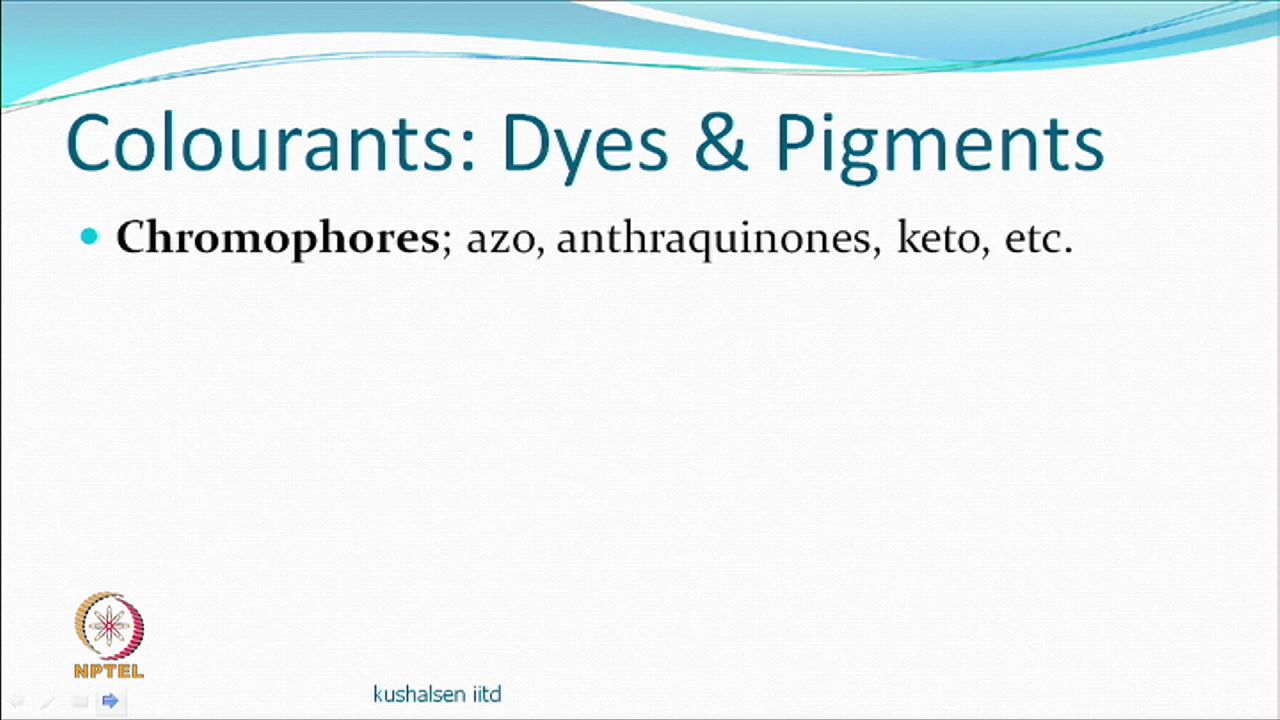 Colourants: Dyes & Pigments
Chromophores; azo, anthraquinones, keto, etc.
NPTEL
kushalsen iitd